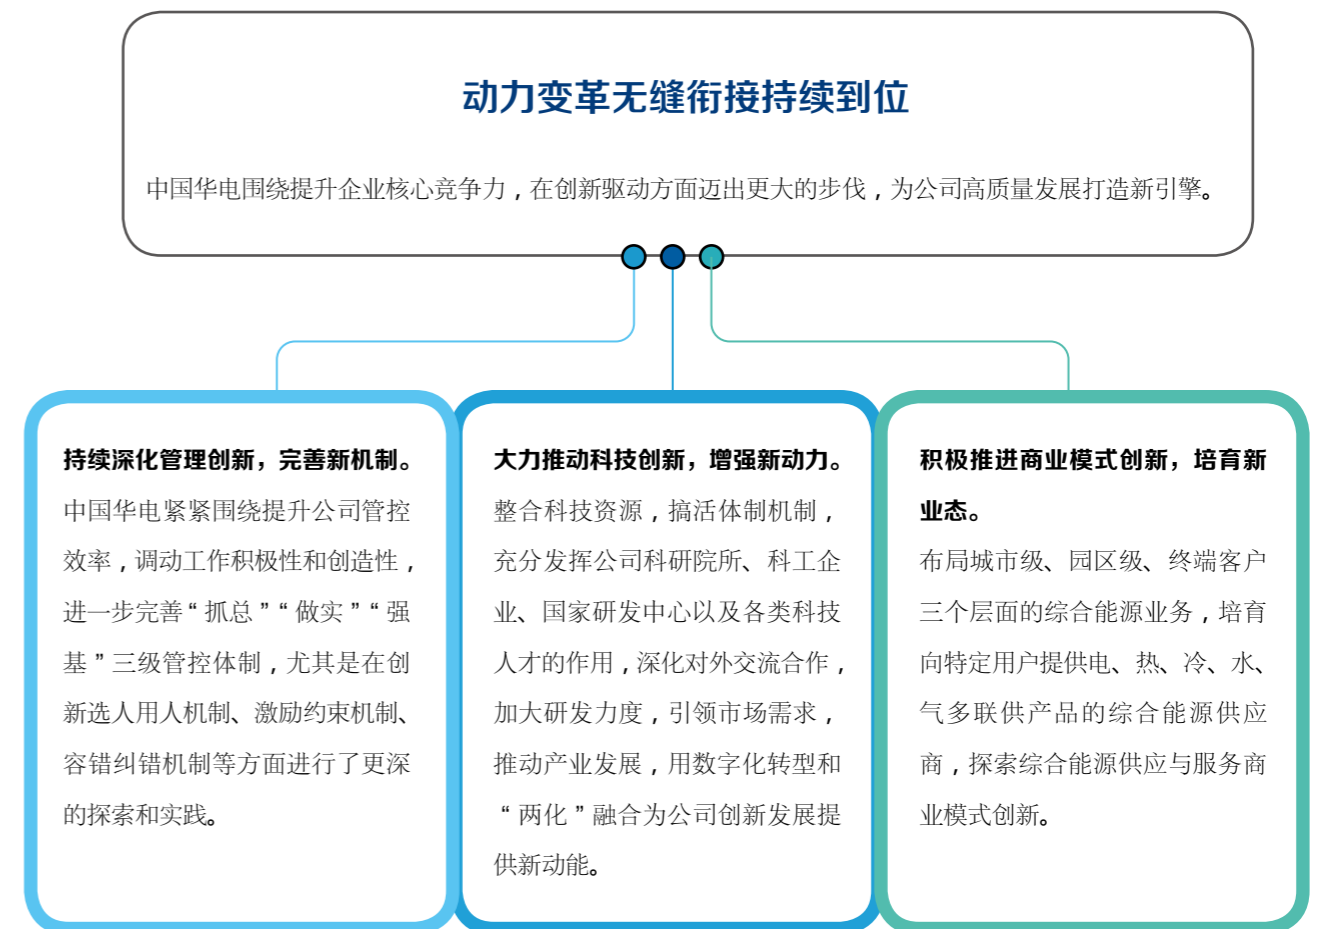 动力变革无缝衔接持续到位
中国华电围绕提升企业核心竞争力，在创新驱动方面迈出更大的步伐，为公司高质量发展打造新引擎。
持续深化管理创新，完善新机制。
中国华电紧紧围绕提升公司管控
效率，调动工作积极性和创造性，
进一步完善“抓总”“做实”“强
基”三级管控体制，尤其是在创
新选人用人机制、激励约束机制、
容错纠错机制等方面进行了更深
的探索和实践。
大力推动科技创新，增强新动力。
整合科技资源，搞活体制机制，
充分发挥公司科研院所、科工企
业、国家研发中心以及各类科技
人才的作用，深化对外交流合作，
加大研发力度，引领市场需求，
推动产业发展，用数字化转型和
“两化”融合为公司创新发展提
供新动能。
积极推进商业模式创新，培育新
业态。
布局城市级、园区级、终端客户
三个层面的综合能源业务，培育
向特定用户提供电、热、冷、水、
气多联供产品的综合能源供应
商，探索综合能源供应与服务商
业模式创新。